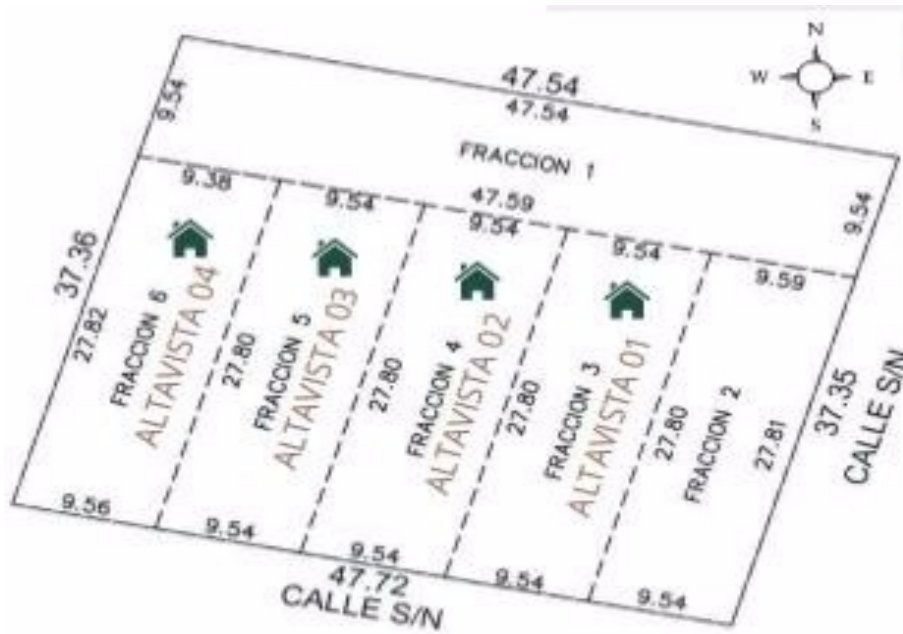 N
W E
S
47.54
47.54
9.54
FRACCION 1
9.54
9.38
9.54
47.59
9.54
9.54
9.59
37.36
27.82
FRACCION 6
ALTAVISTA 04
27.80
FRACCION 5
ALTAVISTA 03
27.80
FRACCION 4
ALTAVISTA 02
27.80
FRACCION 3
ALTAVISTA 01
27.80
FRACCION 2
27.81
37.35
CALLE S/N
9.56
9.54
9.54
9.54
9.54
47.72
CALLE S/N